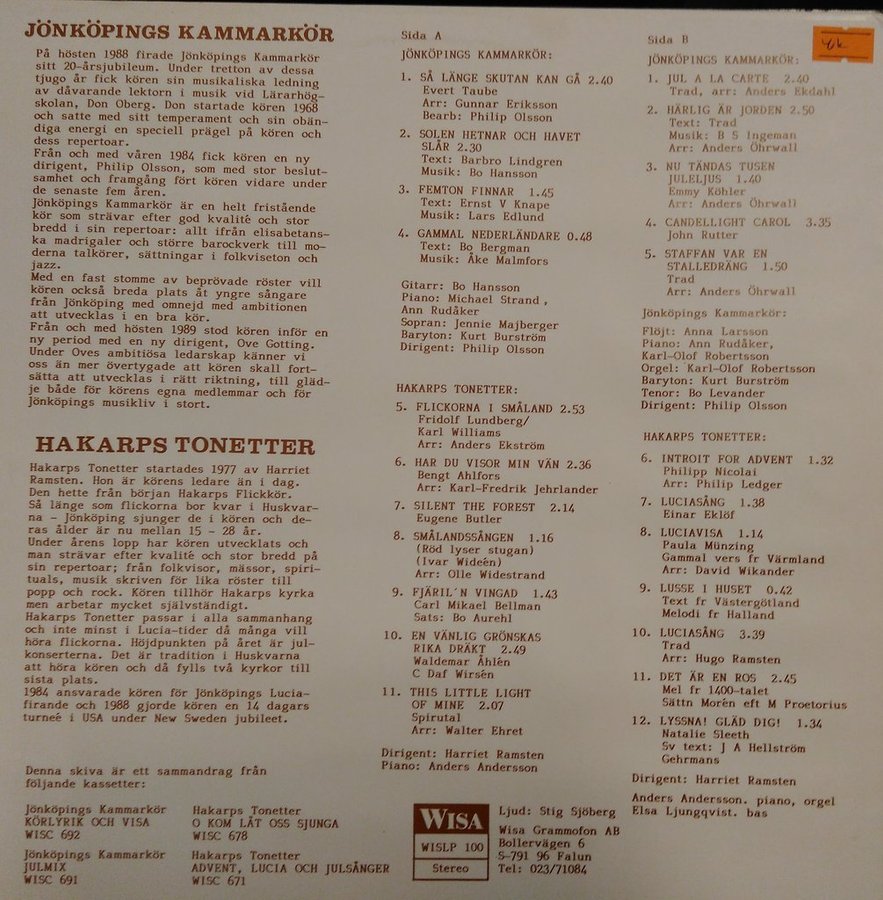 JÖNKÖPINGS KAMMARKÖR
På hösten 1988 firade Jönköpings Kammarkör
sitt 20-årsjubileum. Under tretton av dessa
tjugo år fick kören sin musikaliska ledning
av dåvarande lektorn i musik vid Lärarhög-
skolan, Don Oberg. Don startade kören 1968
och satte med sitt temperament och sin obän-
diga energi en speciell prägel på kören och
dess repertoar.
Från och med våren 1984 fick kören en ny
dirigent, Philip Olsson, som med stor beslut-
samhet och framgång fört kören vidare under
de senaste fem åren.
Jönköpings Kammarkör är en helt fristående
kör som strävar efter god kvalité och stor
bredd i sin repertoar: allt ifrån elisabetans-
ka madrigaler och större barockverk till mo-
derna talkörer, sättningar i folkviseton och
jazz.
Med en fast stomme av beprövade röster vill
kören också breda plats åt yngre sångare
från Jönköping med omnejd med ambitionen
att utvecklas i en bra kör.
Från och med hösten 1989 stod kören inför en
ny period med en ny dirigent, Ove Gotting.
Under Oves ambitiösa ledarskap känner vi
oss än mer övertygade att kören skall fort-
sätta att utvecklas i rätt riktning, till gläd-
je både för körens egna medlemmar och för
Jönköpings musikliv i stort.
HAKARPS TONETTER
Hakarps Tonetter startades 1977 av Harriet
Ramsten. Hon är körens ledare än i dag.
Den hette från början Hakarps Flickkör.
Så länge som flickorna bor kvar i Huskvar-
na - Jönköping sjunger de i kören och de-
ras ålder är nu mellan 15 - 28 år.
Under årens lopp har kören utvecklats och
man strävar efter kvalité och stor bredd på
sin repertoar; från folkvisor, mässor, spiri-
tuals, musik skriven för lika röster till
popp och rock. Kören tillhör Hakarps kyrka
men arbetar mycket självständigt.
Hakarps Tonetter passar i alla sammanhang
och inte minst i Lucia-tider då många vill
höra flickorna. Höjdpunkten på året är jul-
konserterna. Det är tradition i Huskvarna
att höra kören och då fylls två kyrkor till
sista plats.
1984 ansvarade kören för Jönköpings Lucia-
firande och 1988 gjorde kören en 14 dagars
turneé i USA under New Sweden jubileet.
Denna skiva är ett sammandrag från
följande kassetter:
Jönköpings Kammarkör
KÖRLYRIK OCH VISA
WISC 692
Jönköpings Kammarkör
JULMIX
WISC 691
Hakarps Tonetter
O KOM LÅT OSS SJUNGA
WISC 678
Hakarps Tonetter
ADVENT, LUCIA OCH JULSÅNGER
WISC 671
Sida A
JÖNKÖPINGS KAMMARKÖR:
1. SÅ LÄNGE SKUTAN KAN GÅ 2.40
Evert Taube
Arr: Gunnar Eriksson
Bearb: Philip Olsson
2. SOLEN HETNAR OCH HAVET
SLÅR 2.30
Text: Barbro Lindgren
Musik: Bo Hansson
3. FEMTON FINNAR 1.45
Text: Ernst V Knape
Musik: Lars Edlund
4. GAMMAL NEDERLÄNDARE 0.48
Text: Bo Bergman
Musik: Åke Malmfors
Gitarr: Bo Hansson
Piano: Michael Strand,
Ann Rudåker
Sopran: Jennie Majberger
Baryton: Kurt Burström
Dirigent: Philip Olsson
HAKARPS TONETTER:
5. FLICKORNA I SMÅLAND 2.53
Fridolf Lundberg/
Karl Williams
Arr: Anders Ekström
6. HAR DU VISOR MIN VÄN 2.36
Bengt Ahlfors
Arr: Karl-Fredrik Jehrlander
7. SILENT THE FOREST 2.14
Eugene Butler
8. SMÅLANDSSÅNGEN 1.16
(Röd lyser stugan)
(Ivar Wideén)
Arr: Olle Widestrand
9. FJÄRIL'N VINGAD 1.43
Carl Mikael Bellman
Sats: Bo Aurehl
10. EN VÄNLIG GRÖNSKAS
RIKA DRÄKT 2.49
Waldemar Åhlén
C Daf Wirsén
11. THIS LITTLE LIGHT
OF MINE 2.07
Spirutal
Arr: Walter Ehret
Dirigent: Harriet Ramsten
Piano: Anders Andersson
WISA
WISLP 100
Stereo
Ljud: Stig Sjöberg
Wisa Grammofon AB
Bollervägen 6
S-791 96 Falun
Tel: 023/71084
Sida B
JÖNKÖPINGS KAMMARKÖR:
1. JUL A LA CARTE 2.40
Trad, arr: Anders Ekdahl
2. HÄRLIG ÄR JORDEN 2.50
Text: Trad
Musik: B S Ingeman
Arr: Anders Öhrwall
3. NU TÄNDAS TUSEN
JULELJUS 1.40
Emmy Köhler
Arr: Anders Öhrwall
4. CANDELLIGHT CAROL 3.35
John Rutter
5. STAFFAN VAR EN
STALLEDRÄNG 1.50
Trad
Arr: Anders Öhrwall
Jönköpings Kammarkör:
Flöjt: Anna Larsson
Piano: Ann Rudåker,
Karl-Olof Robertsson
Orgel: Karl-Olof Robertsson
Baryton: Kurt Burström
Tenor: Bo Levander
Dirigent: Philip Olsson
HAKARPS TONETTER:
6. INTROIT FOR ADVENT 1.32
Philipp Nicolai
Arr: Philip Ledger
7. LUCIASÅNG 1.38
Einar Eklöf
8. LUCIAVISA 1.14
Paula Münzing
Gammal vers fr Värmland
Arr: David Wikander
9. LUSSE I HUSET 0.42
Text fr Västergötland
Melodi fr Halland
10. LUCIASÅNG 3.39
Trad
Arr: Hugo Ramsten
11. DET ÄR EN ROS 2.45
Mel fr 1400-talet
Sättn Morén eft M Proetorius
12. LYSSNA! GLÄD DIG! 1.34
Natalie Sleeth
Sv text: J A Hellström
Gehrmans
Dirigent: Harriet Ramsten
Anders Andersson. piano, orgel
Elsa Ljungqvist. bas